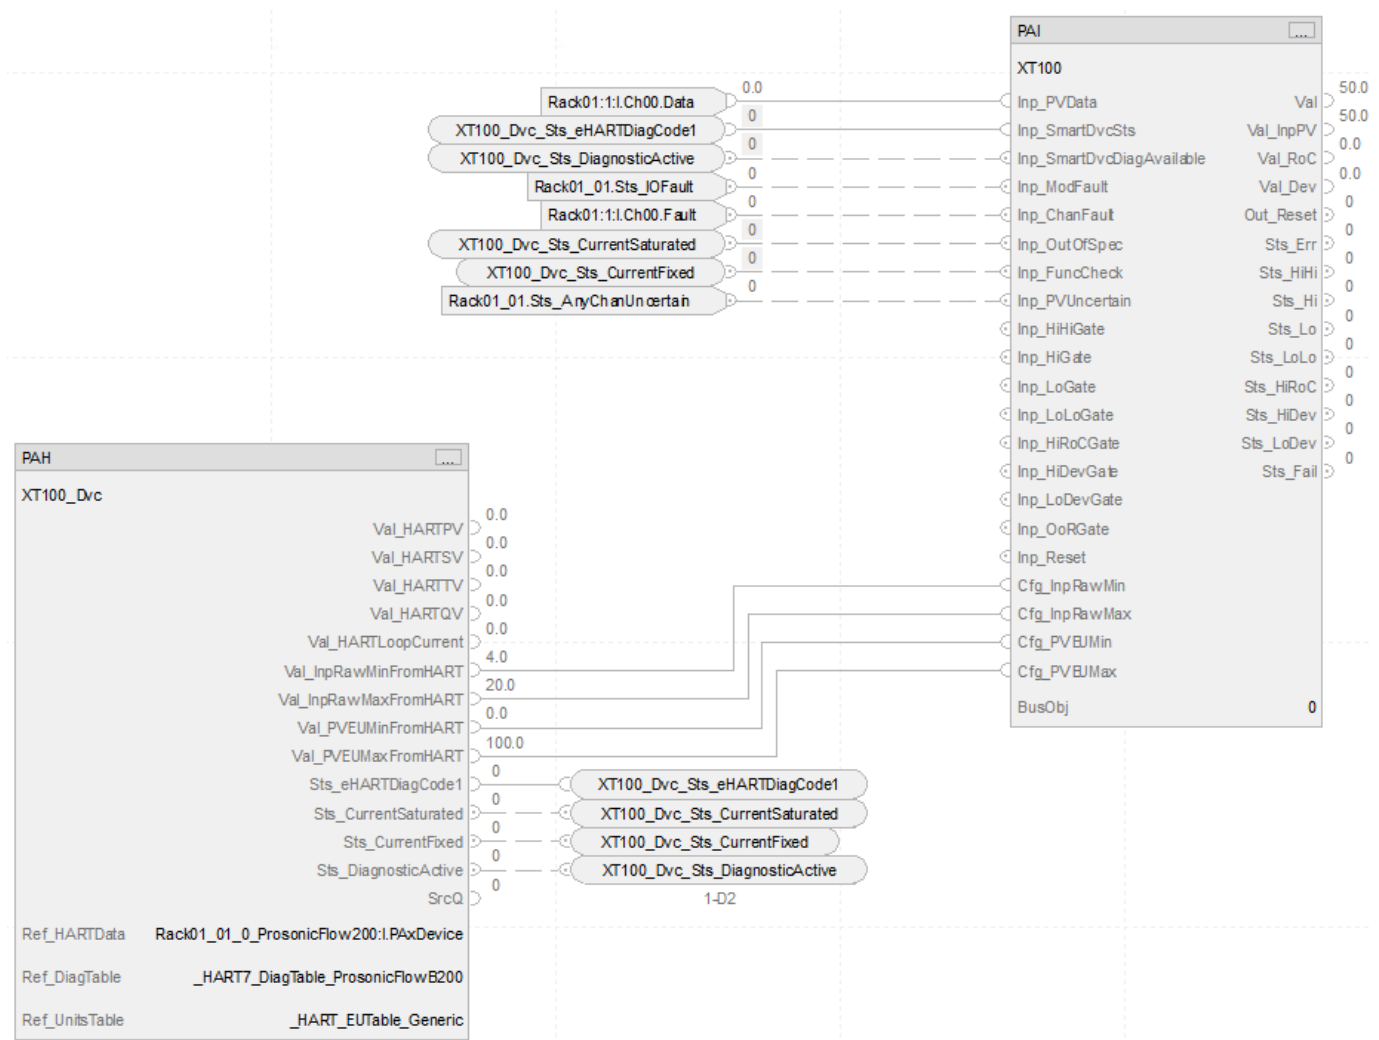 PAI ...
XT100
Rack01:1:I.Ch00.Data 0.0 Inp_PVData Val 50.0
XT100_Dvc_Sts_eHARTDiagCode1 0 Inp_SmartDvcSts Val_InpPV 50.0
XT100_Dvc_Sts_DiagnosticActive 0 Inp_SmartDvcDiagAvailable Val_RoC 0.0
Rack01_01.Sts_IOFault 0 Inp_ModFault Val_Dev 0.0
Rack01:1:I.Ch00.Fault 0 Inp_ChanFault Out_Reset 0
XT100_Dvc_Sts_CurrentSaturated 0 Inp_OutOfSpec Sts_Err 0
XT100_Dvc_Sts_CurrentFixed 0 Inp_FuncCheck Sts_HiHi 0
Rack01_01.Sts_AnyChanUncertain 0 Inp_PVUncertain Sts_Hi 0
Inp_HiHiGate Sts_Lo 0
Inp_HiGate Sts_LoLo 0
Inp_LoGate Sts_HiRoC 0
Inp_LoLoGate Sts_HiDev 0
Inp_HiRoCGate Sts_LoDev 0
Inp_HiDevGate Sts_Fail 0
Inp_LoDevGate
Inp_OoRGate
Inp_Reset
Cfg_InpRawMin
Cfg_InpRawMax
Cfg_PVEUMin
Cfg_PVEUMax
BusObj 0
PAH ...
XT100_Dvc
Val_HARTPV 0.0
Val_HARTSV 0.0
Val_HARTTV 0.0
Val_HARTQV 0.0
Val_HARTLoopCurrent 0.0
Val_InpRawMinFromHART 4.0
Val_InpRawMaxFromHART 20.0
Val_PVEUMinFromHART 0.0
Val_PVEUMaxFromHART 100.0
Sts_eHARTDiagCode1 0 XT100_Dvc_Sts_eHARTDiagCode1
Sts_CurrentSaturated 0 XT100_Dvc_Sts_CurrentSaturated
Sts_CurrentFixed 0 XT100_Dvc_Sts_CurrentFixed
Sts_DiagnosticActive 0 XT100_Dvc_Sts_DiagnosticActive
SrcQ 0 1-D2
Ref_HARTData Rack01_01_0_ProsonicFlow200:I.PAxDevice
Ref_DiagTable _HART7_DiagTable_ProsonicFlowB200
Ref_UnitsTable _HART_EUTable_Generic